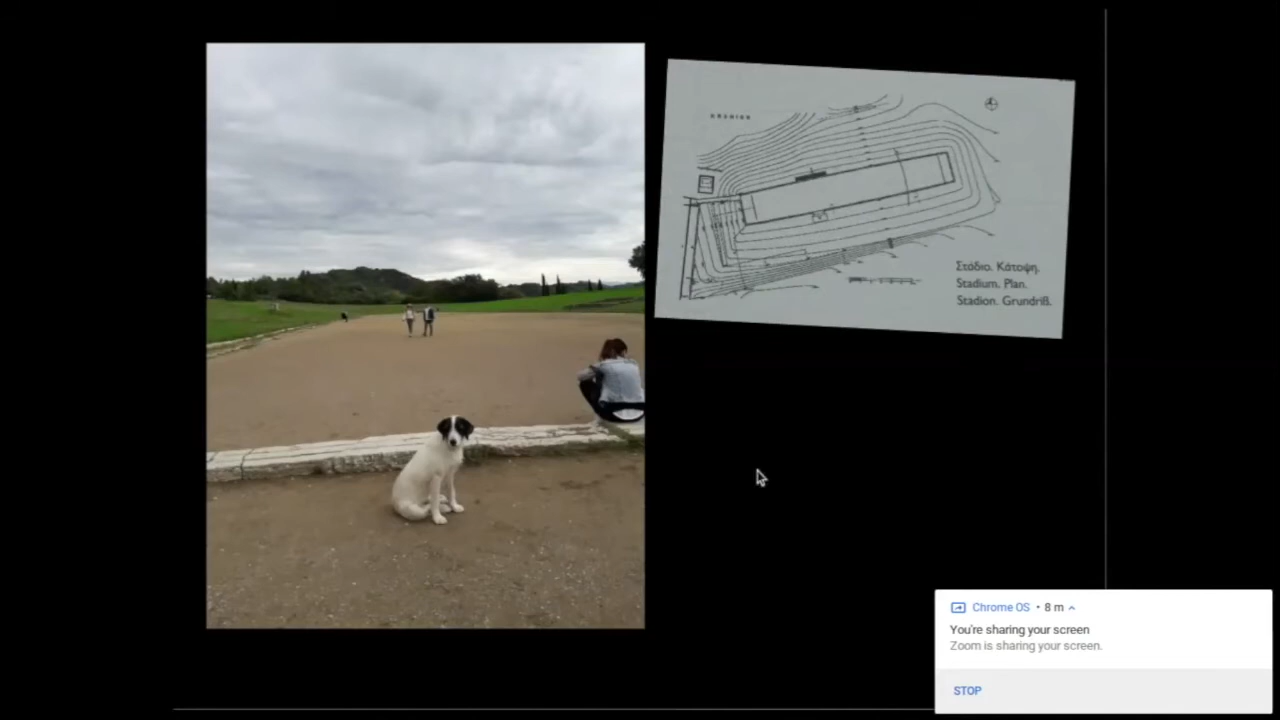 Στάδιο. Κάτοψη.
Stadium. Plan.
Stadion. Grundriß.
Chrome OS • 8 m
You're sharing your screen
Zoom is sharing your screen.
STOP